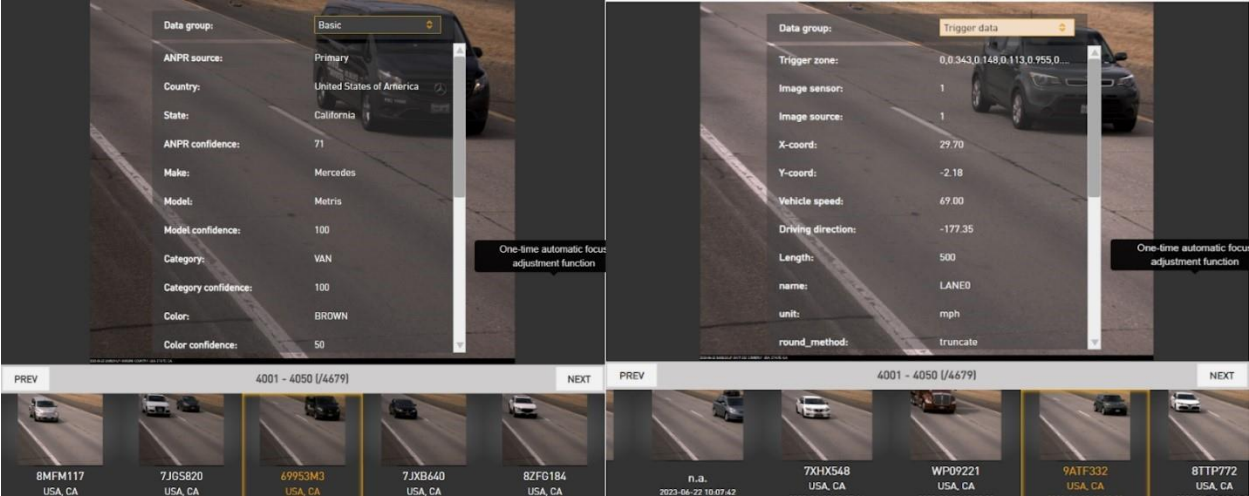 Data group: Basic
ANPR source: Primary
Country: United States of America
State: California
ANPR confidence: 71
Make: Mercedes
Model: Metris
Model confidence: 100
Category: VAN
Category confidence: 100
Color: BROWN
Color confidence: 50
One-time automatic focus
adjustment function
PREV 4001 - 4050 (/4679) NEXT
8MFM117 7JGS820 69953M3 7JXB640 8ZFG184
USA, CA USA, CA USA, CA USA, CA USA, CA
Data group: Trigger data
Trigger zone: 0,0.343,0.148,0.113,0.955,0....
Image sensor: 1
Image source: 1
X-coord: 29.70
Y-coord: -2.18
Vehicle speed: 69.00
Driving direction: -177.35
Length: 500
name: LANE0
unit: mph
round_method: truncate
One-time automatic focu
adjustment function
PREV 4001 - 4050 (/4679) NEXT
n.a. 7XHX548 WP09221 9ATF332 8TTP772
2023-06-22 10:07:42 USA, CA USA, CA USA, CA USA, CA